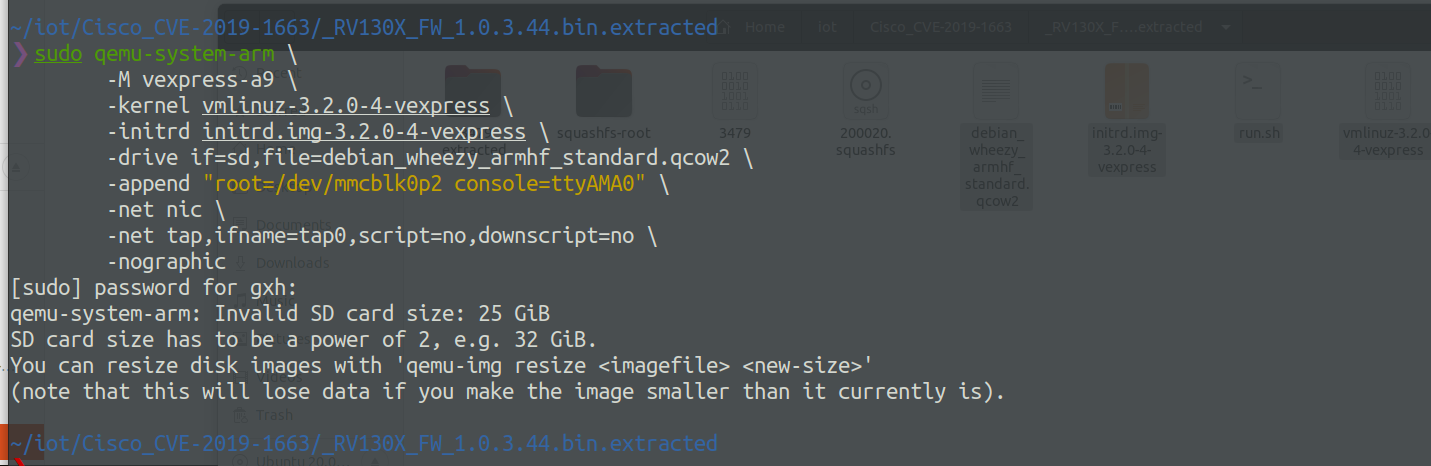 ~/iot/Cisco_CVE-2019-1663/_RV130X_FW_1.0.3.44.bin.extracted
Home
iot
Cisco_CVE-2019-1663
_RV130X_F....extracted
❯ sudo qemu-system-arm \
-M vexpress-a9 \
-kernel vmlinuz-3.2.0-4-vexpress \
-initrd initrd.img-3.2.0-4-vexpress \
-drive if=sd,file=debian_wheezy_armhf_standard.qcow2 \
-append "root=/dev/mmcblk0p2 console=ttyAMA0" \
-net nic \
-net tap,ifname=tap0,script=no,downscript=no \
-nographic
[sudo] password for gxh:
qemu-system-arm: Invalid SD card size: 25 GiB
SD card size has to be a power of 2, e.g. 32 GiB.
You can resize disk images with 'qemu-img resize <imagefile> <new-size>'
(note that this will lose data if you make the image smaller than it currently is).
~/iot/Cisco_CVE-2019-1663/_RV130X_FW_1.0.3.44.bin.extracted
extracted
squashfs-root
3479
200020.
squashfs
debian_
wheezy_
armhf_
standard.
qcow2
initrd.img-
3.2.0-4-
vexpress
run.sh
vmlinuz-3.2.0-
4-vexpress
Documents
Downloads
Trash